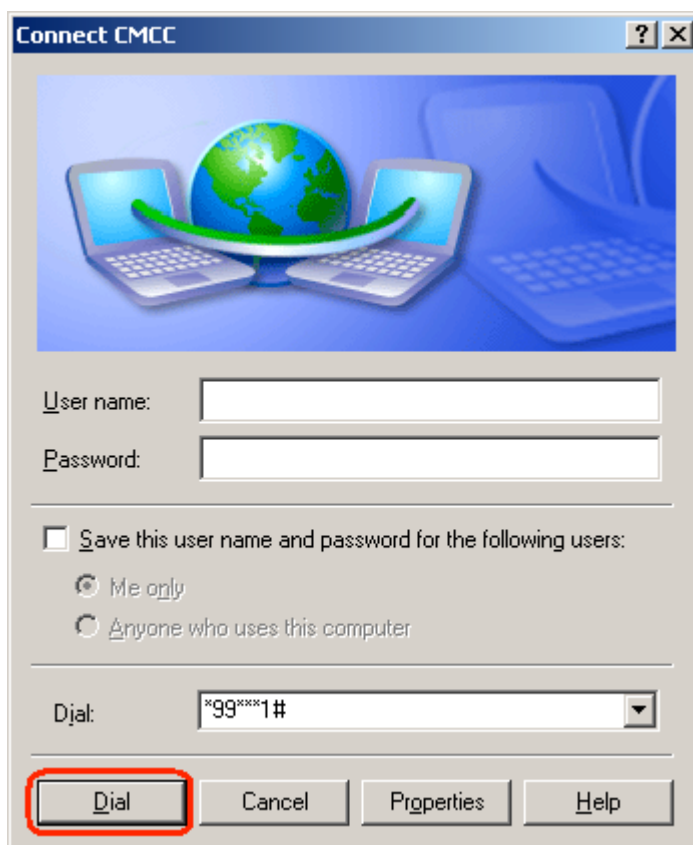 Connect CMCC
User name:
Password:
Save this user name and password for the following users:
Me only
Anyone who uses this computer
Dial:
*99***1#
Dial
Cancel
Properties
Help